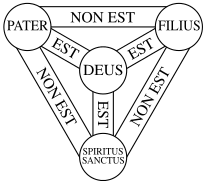 PATER
NON EST
FILIUS
EST
EST
DEUS
NON EST
EST
NON EST
SPIRITUS
SANCTUS